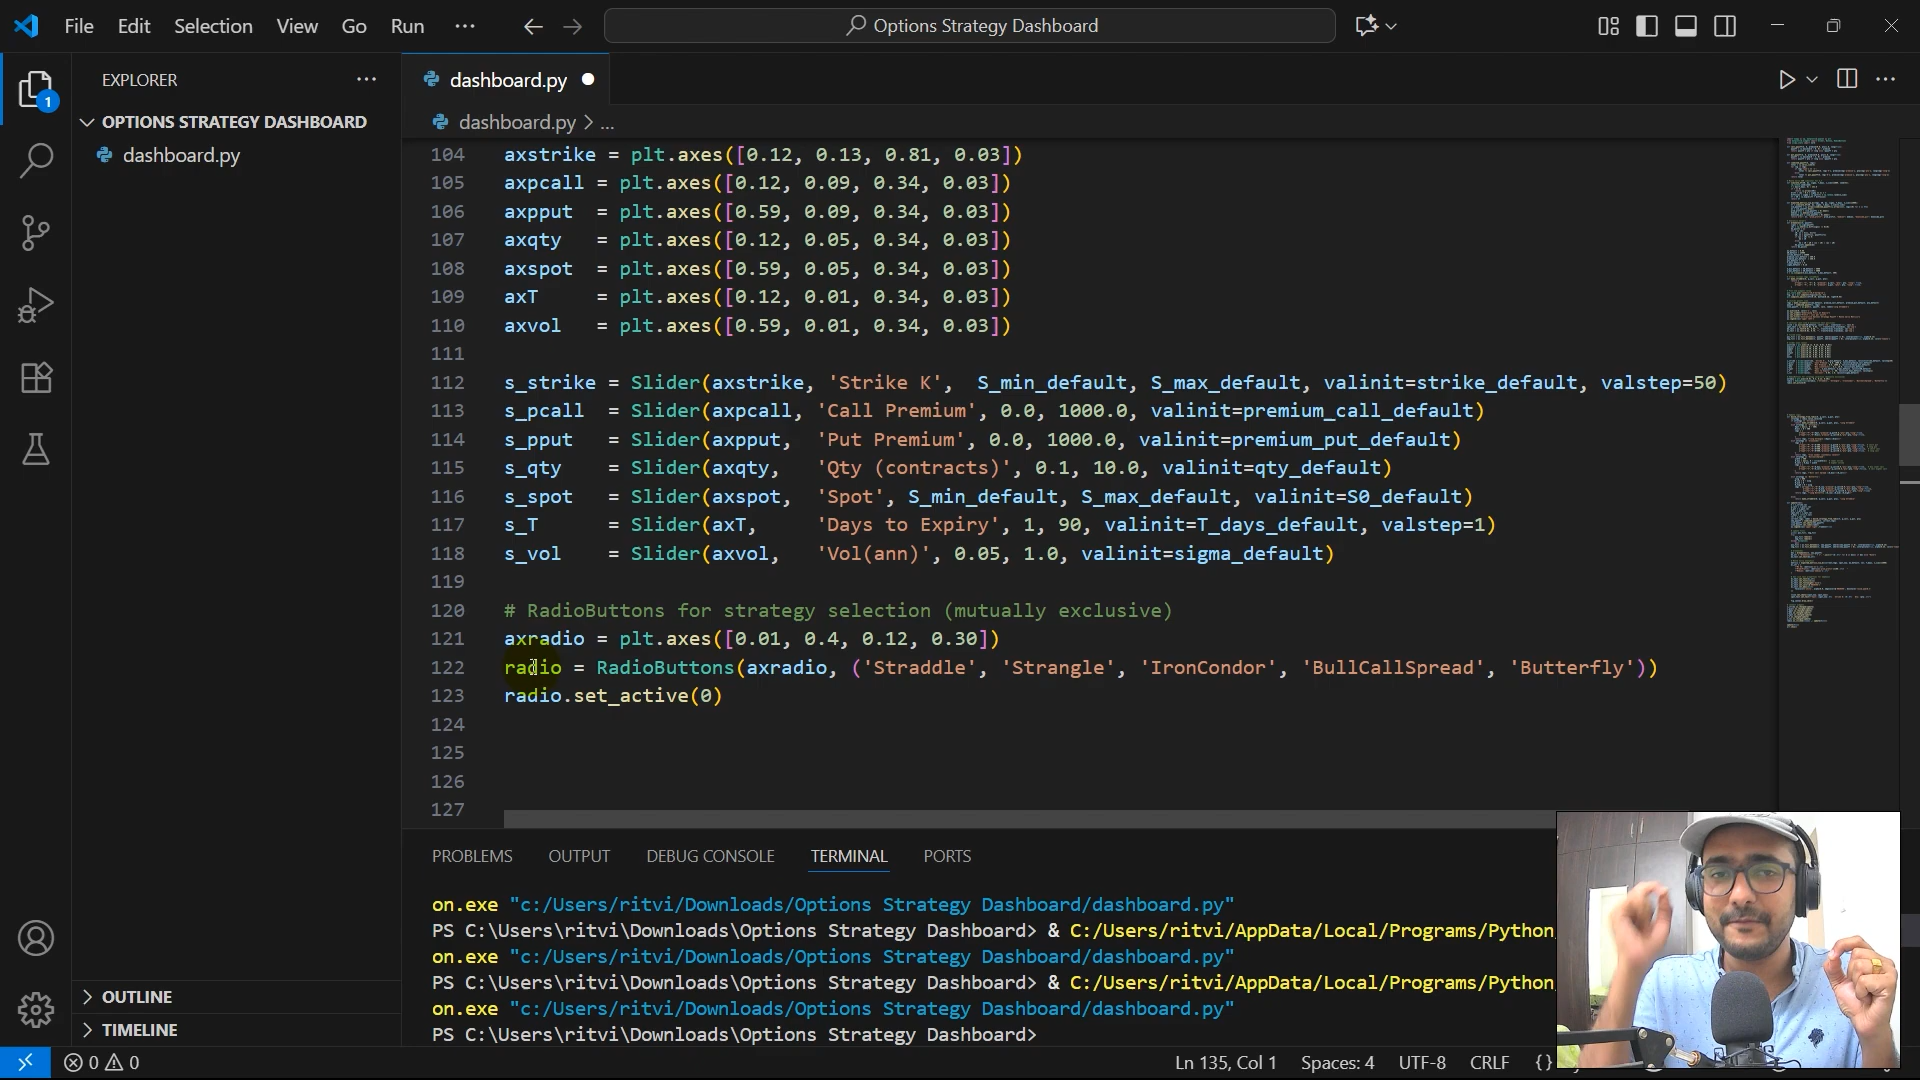 File Edit Selection View Go Run ⋯ Options Strategy Dashboard
EXPLORER
1
OPTIONS STRATEGY DASHBOARD
dashboard.py
OUTLINE
TIMELINE
dashboard.py
dashboard.py > ...
104 axstrike = plt.axes([0.12, 0.13, 0.81, 0.03])
105 axpcall = plt.axes([0.12, 0.09, 0.34, 0.03])
106 axpput = plt.axes([0.59, 0.09, 0.34, 0.03])
107 axqty = plt.axes([0.12, 0.05, 0.34, 0.03])
108 axspot = plt.axes([0.59, 0.05, 0.34, 0.03])
109 axT = plt.axes([0.12, 0.01, 0.34, 0.03])
110 axvol = plt.axes([0.59, 0.01, 0.34, 0.03])
111
112 s_strike = Slider(axstrike, 'Strike K', S_min_default, S_max_default, valinit=strike_default, valstep=50)
113 s_pcall = Slider(axpcall, 'Call Premium', 0.0, 1000.0, valinit=premium_call_default)
114 s_pput = Slider(axpput, 'Put Premium', 0.0, 1000.0, valinit=premium_put_default)
115 s_qty = Slider(axqty, 'Qty (contracts)', 0.1, 10.0, valinit=qty_default)
116 s_spot = Slider(axspot, 'Spot', S_min_default, S_max_default, valinit=S0_default)
117 s_T = Slider(axT, 'Days to Expiry', 1, 90, valinit=T_days_default, valstep=1)
118 s_vol = Slider(axvol, 'Vol(ann)', 0.05, 1.0, valinit=sigma_default)
119
120 # RadioButtons for strategy selection (mutually exclusive)
121 axradio = plt.axes([0.01, 0.4, 0.12, 0.30])
122 radio = RadioButtons(axradio, ('Straddle', 'Strangle', 'IronCondor', 'BullCallSpread', 'Butterfly'))
123 radio.set_active(0)
124
125
126
127
PROBLEMS OUTPUT DEBUG CONSOLE TERMINAL PORTS
on.exe "c:/Users/ritvi/Downloads/Options Strategy Dashboard/dashboard.py"
PS C:\Users\ritvi\Downloads\Options Strategy Dashboard> & C:/Users/ritvi/AppData/Local/Programs/Python
on.exe "c:/Users/ritvi/Downloads/Options Strategy Dashboard/dashboard.py"
PS C:\Users\ritvi\Downloads\Options Strategy Dashboard> & C:/Users/ritvi/AppData/Local/Programs/Python
on.exe "c:/Users/ritvi/Downloads/Options Strategy Dashboard/dashboard.py"
PS C:\Users\ritvi\Downloads\Options Strategy Dashboard>
0 0 Ln 135, Col 1 Spaces: 4 UTF-8 CRLF {}